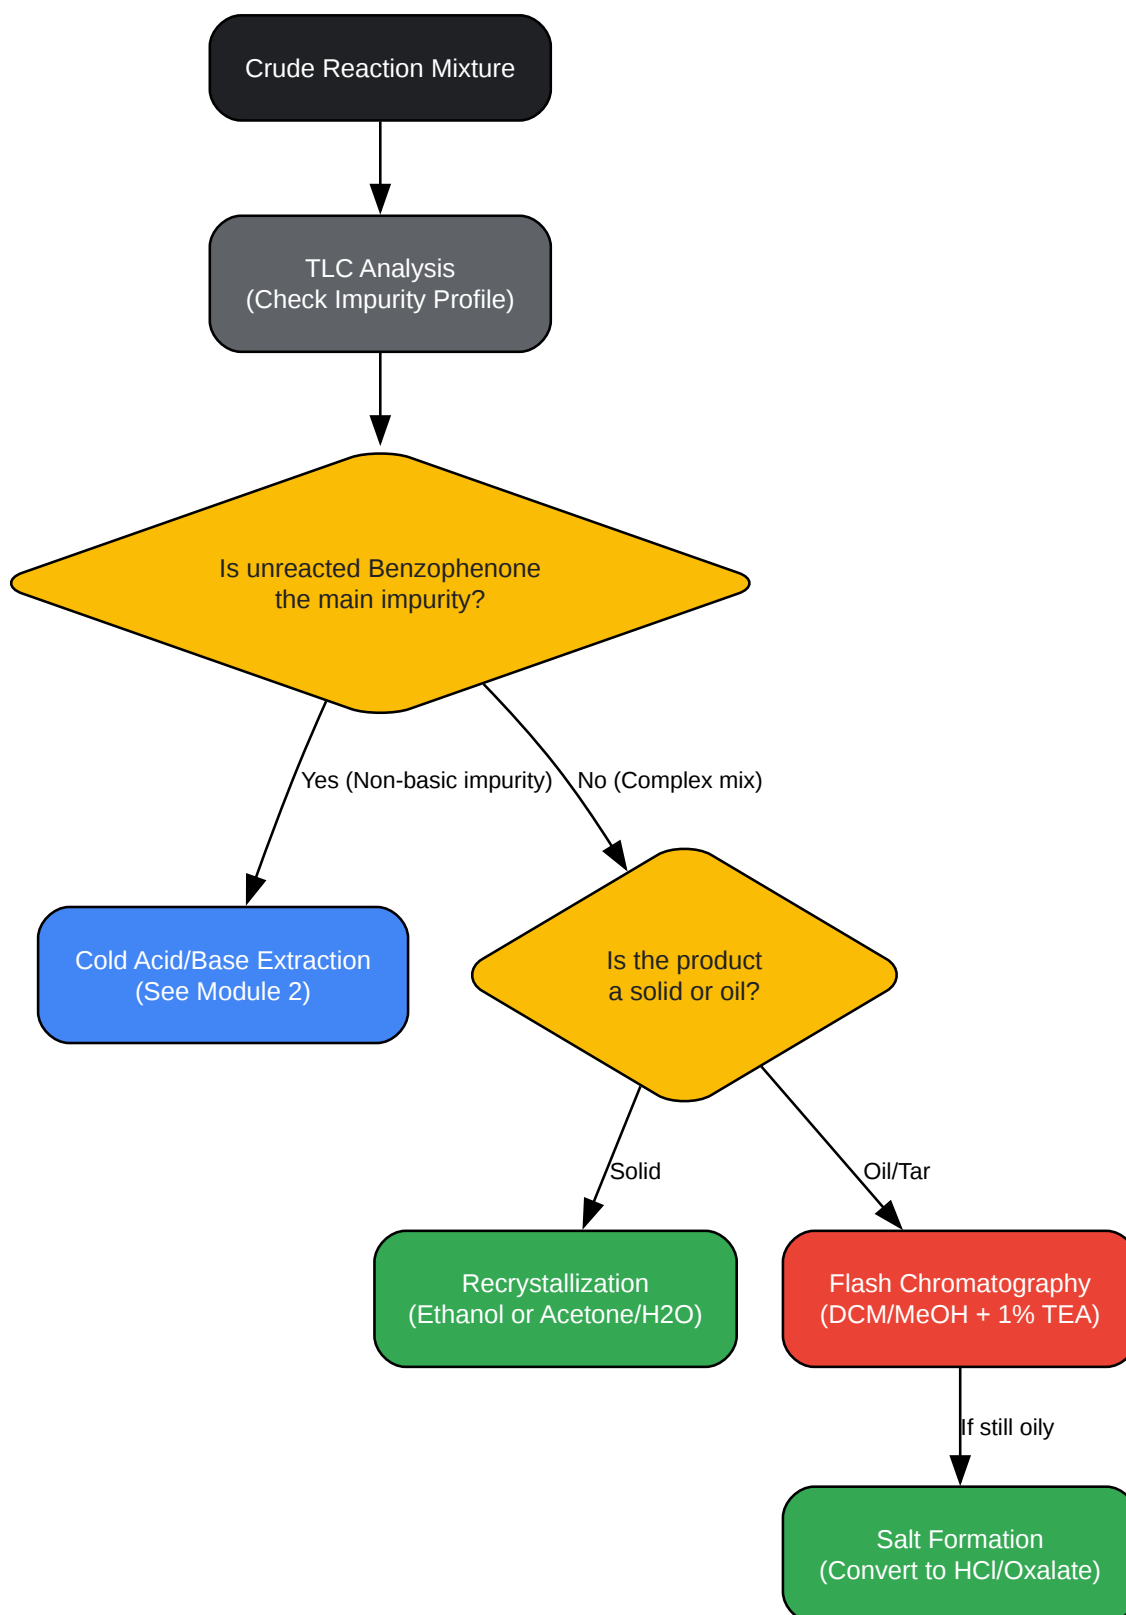 Crude Reaction Mixture
TLC Analysis
(Check Impurity Profile)
Is unreacted Benzophenone
the main impurity?
Yes (Non-basic impurity)
No (Complex mix)
Cold Acid/Base Extraction
(See Module 2)
Is the product
a solid or oil?
Solid
Oil/Tar
Recrystallization
(Ethanol or Acetone/H2O)
Flash Chromatography
(DCM/MeOH + 1% TEA)
If still oily
Salt Formation
(Convert to HCl/Oxalate)